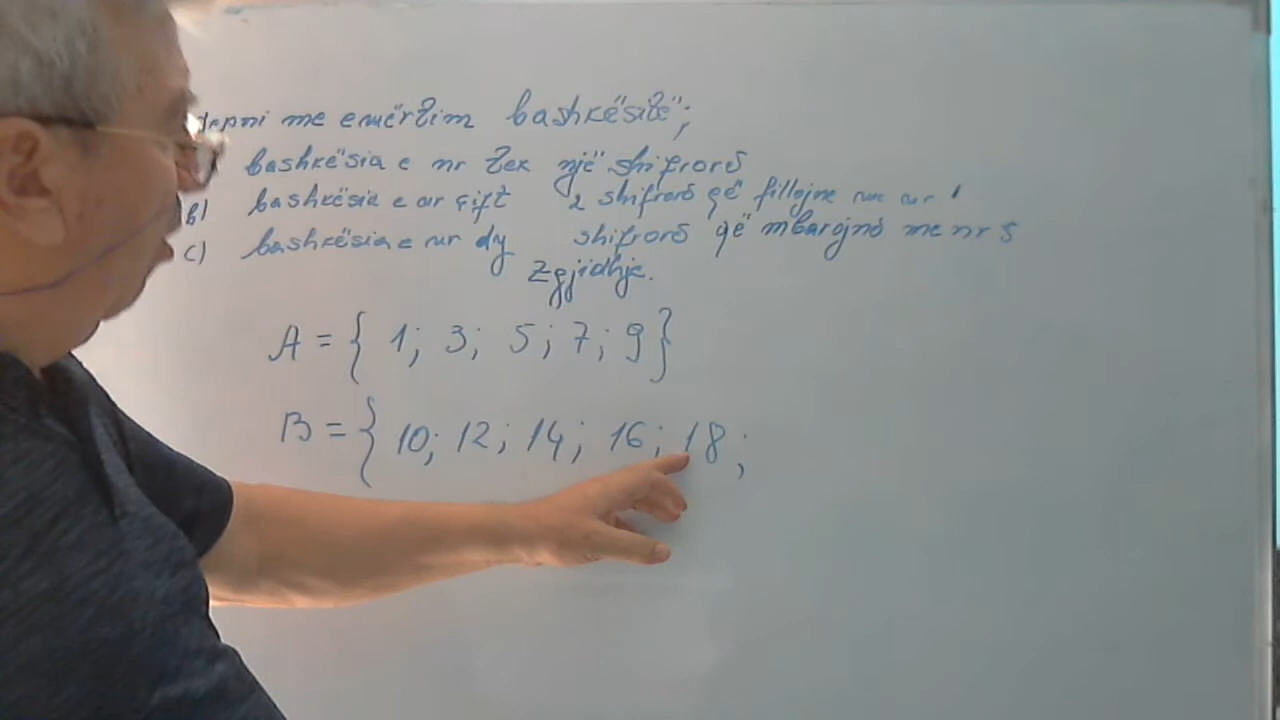 me emërtim bashkësitë;
bashkësia e nr tek një shifrorë
b) bashkësia e nr çift 2 shifrorë që fillojnë me nr 1
c) bashkësia e nr dy shifrorë që mbarojnë me nr 5
Zgjidhje.
A = { 1; 3; 5; 7; 9}
B = { 10; 12; 14; 16; 18;